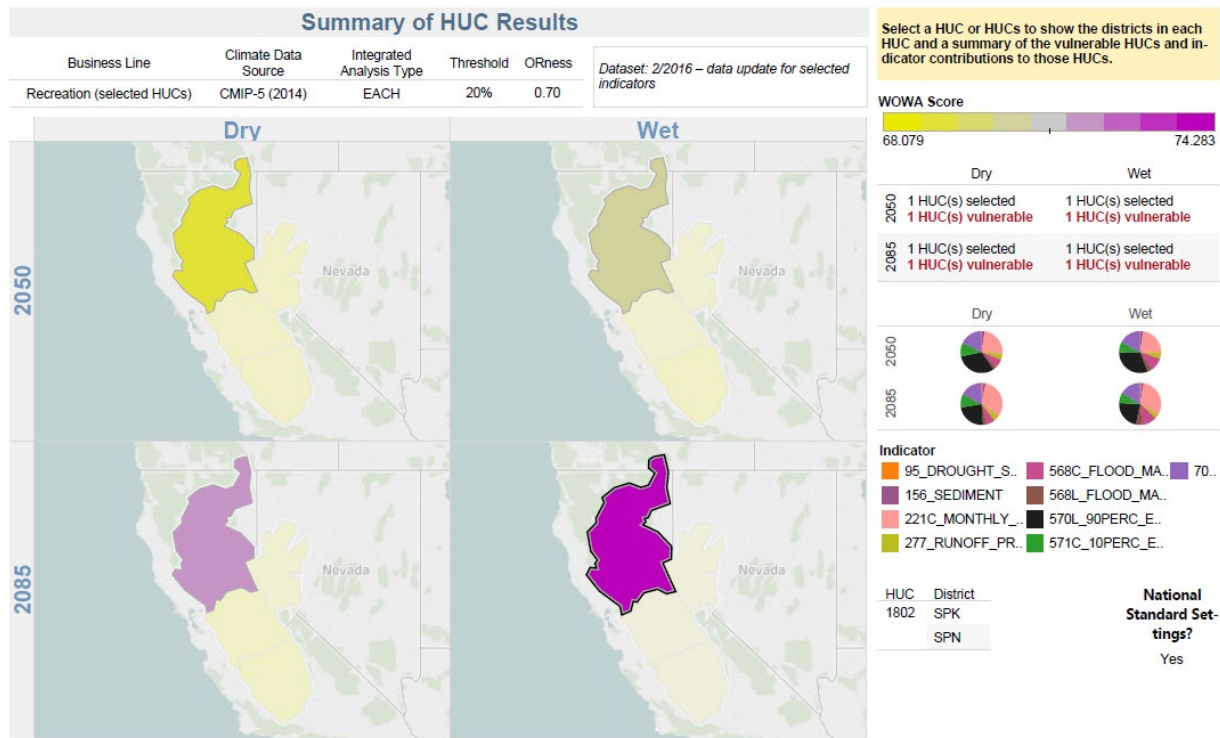 Summary of HUC Results
Business Line
Climate Data
Source
Integrated
Analysis Type
Threshold
ORness
Recreation (selected HUCs)
CMIP-5 (2014)
EACH
20%
0.70
Dataset: 2/2016 – data update for selected
indicators
Dry
Wet
2050
Nevada
Nevada
2085
Nevada
Nevada
Select a HUC or HUCs to show the districts in each
HUC and a summary of the vulnerable HUCs and in-
dicator contributions to those HUCs.
WOWA Score
68.079
74.283
Dry
Wet
2050
1 HUC(s) selected
1 HUC(s) vulnerable
1 HUC(s) selected
1 HUC(s) vulnerable
2085
1 HUC(s) selected
1 HUC(s) vulnerable
1 HUC(s) selected
1 HUC(s) vulnerable
Dry
Wet
2050
2085
Indicator
95_DROUGHT_S..
568C_FLOOD_MA..
70..
156_SEDIMENT
568L_FLOOD_MA..
221C_MONTHLY_..
570L_90PERC_E..
277_RUNOFF_PR..
571C_10PERC_E..
HUC
District
1802
SPK
SPN
National
Standard Set-
tings?
Yes